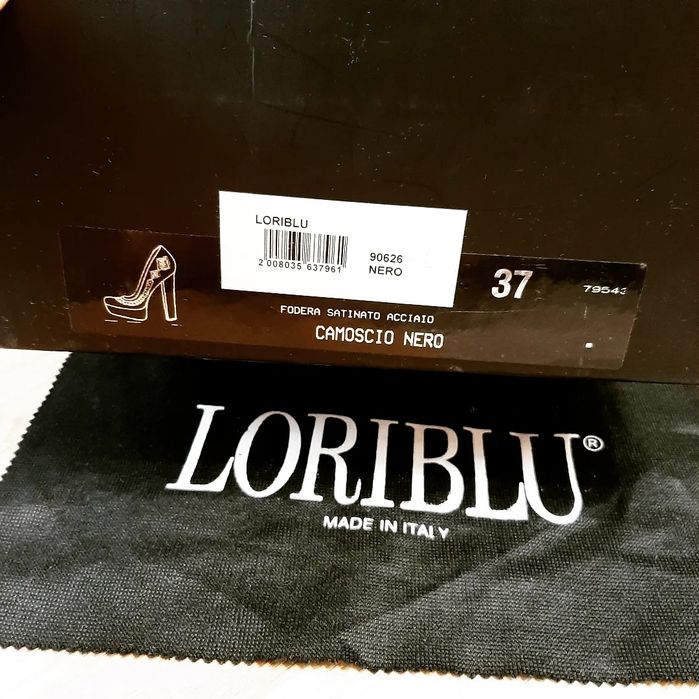 LORIBLU
90626
2 008035 637961
NERO
37
FODERA SATINATO ACCIAIO
CAMOSCIO NERO
LORIBLU®
MADE IN ITALY